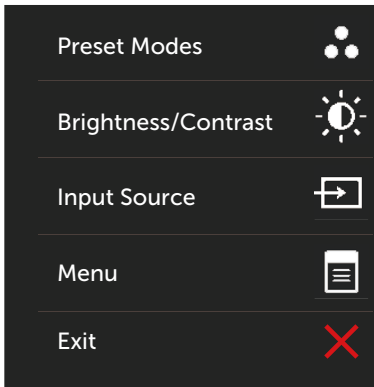 Preset Modes
Brightness/Contrast
Input Source
Menu
Exit